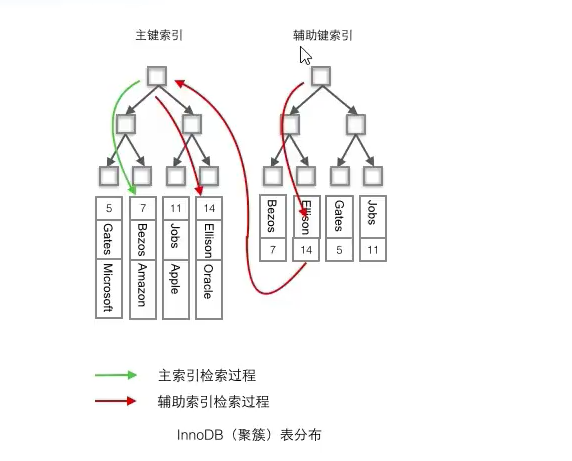 主键索引
辅助键索引
5 7 11 14
Gates Bezos Jobs Ellison
Microsoft Amazon Apple Oracle
Bezos Ellison Gates Jobs
7 14 5 11
主索引检索过程
辅助索引检索过程
InnoDB（聚簇）表分布